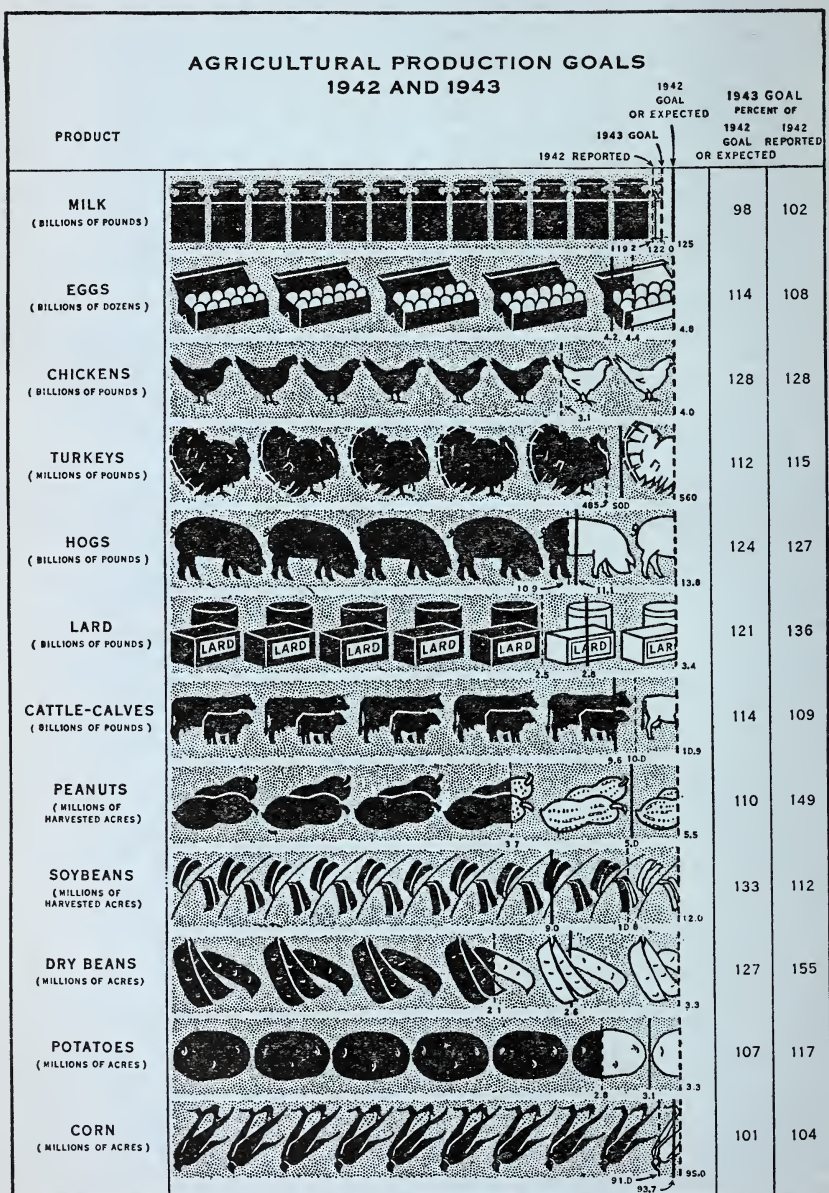 AGRICULTURAL PRODUCTION GOALS
1942 AND 1943
PRODUCT
1942 REPORTED
1943 GOAL
1942
GOAL
OR EXPECTED
1943 GOAL
PERCENT OF
1942 1942
GOAL REPORTED
OR EXPECTED
MILK
(BILLIONS OF POUNDS)
119.2 122.0 125
98 102
EGGS
(BILLIONS OF DOZENS)
4.2 4.4 4.8
114 108
CHICKENS
(BILLIONS OF POUNDS)
3.1 4.0
128 128
TURKEYS
(MILLIONS OF POUNDS)
485 500 560
112 115
HOGS
(BILLIONS OF POUNDS)
10.9 11.1 13.8
124 127
LARD
(BILLIONS OF POUNDS)
LARD LARD LARD LARD LARD LARD LAR
2.5 2.8 3.4
121 136
CATTLE-CALVES
(BILLIONS OF POUNDS)
9.6 10.0 10.9
114 109
PEANUTS
(MILLIONS OF
HARVESTED ACRES)
3.7 5.0 5.5
110 149
SOYBEANS
(MILLIONS OF
HARVESTED ACRES)
9.0 10.8 12.0
133 112
DRY BEANS
(MILLIONS OF ACRES)
2.1 2.6 3.3
127 155
POTATOES
(MILLIONS OF ACRES)
2.8 3.1 3.3
107 117
CORN
(MILLIONS OF ACRES)
91.0 93.7 95.0
101 104